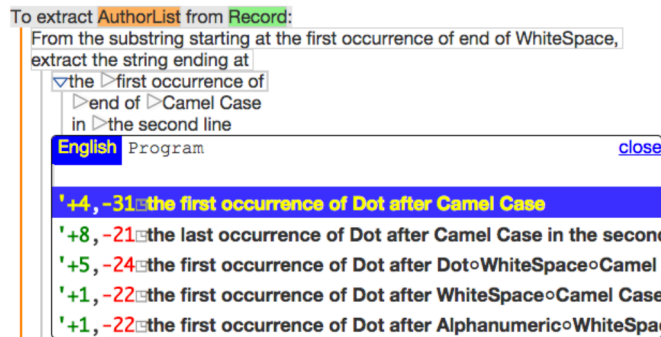 To extract AuthorList from Record:
From the substring starting at the first occurrence of end of WhiteSpace,
extract the string ending at
the first occurrence of
end of Camel Case
in the second line
English Program close
'+4,-31 the first occurrence of Dot after Camel Case
'+8,-21 the last occurrence of Dot after Camel Case in the second
'+5,-24 the first occurrence of Dot after Dot∘WhiteSpace∘Camel
'+1,-22 the first occurrence of Dot after WhiteSpace∘Camel Case
'+1,-22 the first occurrence of Dot after Alphanumeric∘WhiteSpa